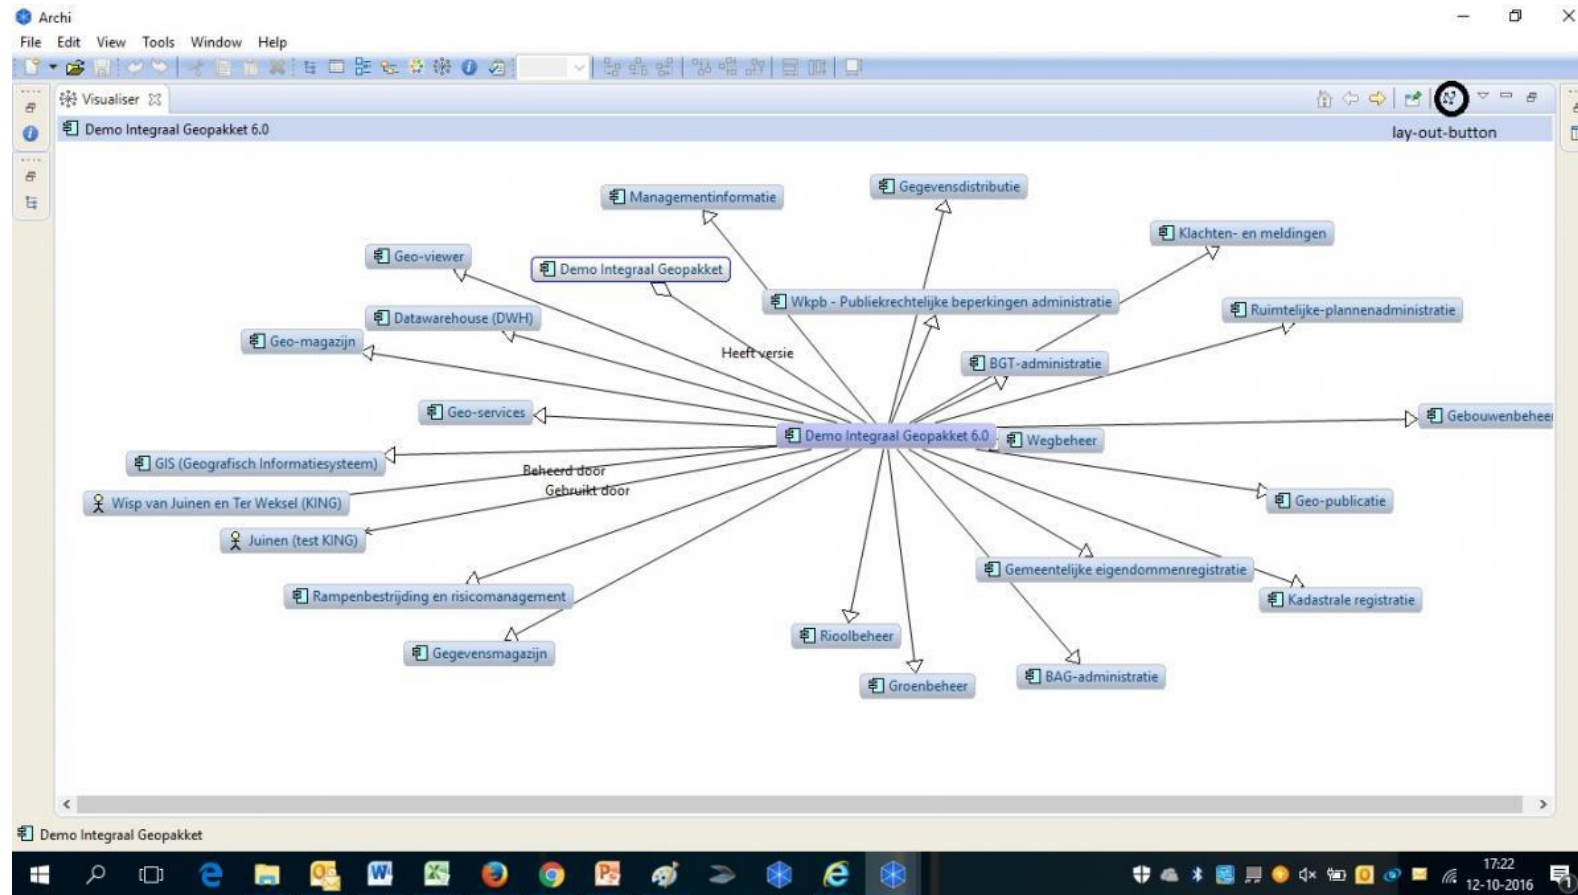 Archi
File Edit View Tools Window Help
Visualiser
Demo Integraal Geopakket 6.0
lay-out-button
Managementinformatie
Gegevensdistributie
Klachten- en meldingen
Geo-viewer
Demo Integraal Geopakket
Wkpb - Publiekrechtelijke beperkingen administratie
Ruimtelijke-plannenadministratie
Datawarehouse (DWH)
Geo-magazijn
Heeft versie
BGT-administratie
Geo-services
Gebouwenbeheer
Demo Integraal Geopakket 6.0
Wegbeheer
GIS (Geografisch Informatiesysteem)
Beheerd door
Gebruikt door
Wisp van Juinen en Ter Weksel (KING)
Geo-publicatie
Juinen (test KING)
Gemeentelijke eigendommenregistratie
Rampenbestrijding en risicomanagement
Kadastrale registratie
Rioolbeheer
Gegevensmagazijn
BAG-administratie
Groenbeheer
Demo Integraal Geopakket
17:22
12-10-2016